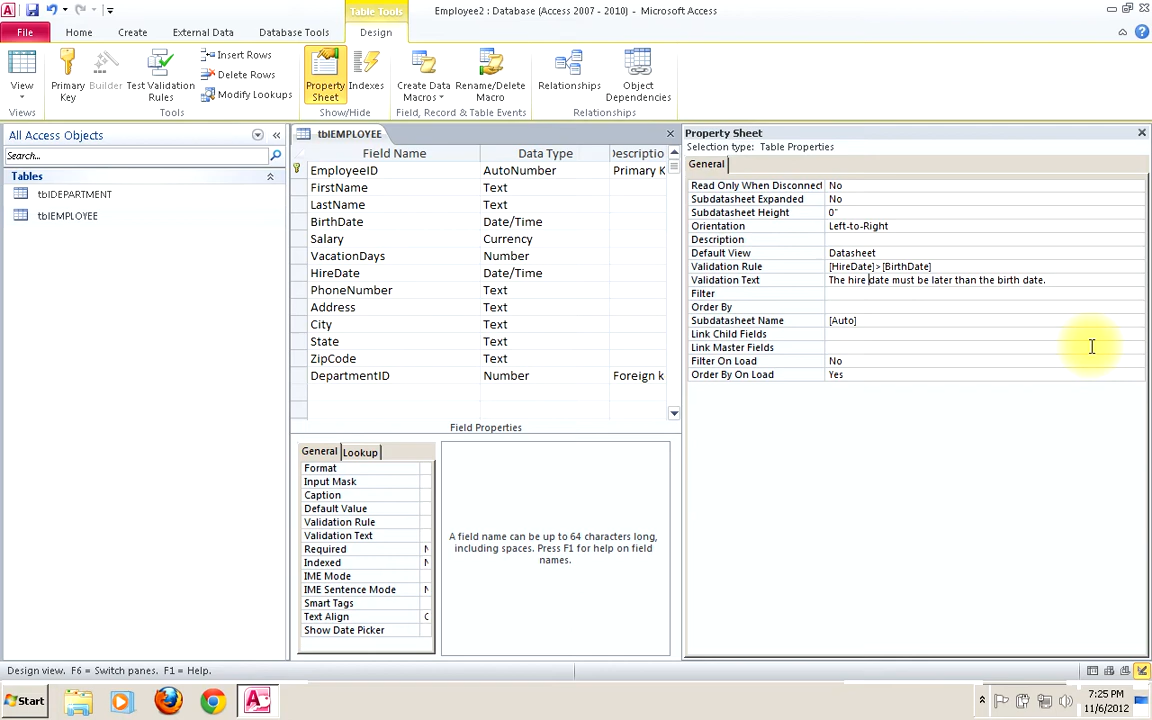 Table Tools
Employee2 : Database (Access 2007 - 2010) - Microsoft Access
File
Home
Create
External Data
Database Tools
Design
View
Primary Key
Builder
Test Validation Rules
Insert Rows
Delete Rows
Modify Lookups
Property Sheet
Indexes
Create Data Macros
Rename/Delete Macro
Relationships
Object Dependencies
Views
Tools
Show/Hide
Field, Record & Table Events
Relationships
All Access Objects
Search...
Tables
tblDEPARTMENT
tblEMPLOYEE
tblEMPLOYEE
Field Name Data Type Descriptio
EmployeeID AutoNumber Primary K
FirstName Text
LastName Text
BirthDate Date/Time
Salary Currency
VacationDays Number
HireDate Date/Time
PhoneNumber Text
Address Text
City Text
State Text
ZipCode Text
DepartmentID Number Foreign k
Field Properties
General Lookup
Format
Input Mask
Caption
Default Value
Validation Rule
Validation Text
Required
Indexed
IME Mode
IME Sentence Mode
Smart Tags
Text Align
Show Date Picker
A field name can be up to 64 characters long,
including spaces. Press F1 for help on field
names.
Property Sheet
Selection type: Table Properties
General
Read Only When Disconnect No
Subdatasheet Expanded No
Subdatasheet Height 0"
Orientation Left-to-Right
Description
Default View Datasheet
Validation Rule [HireDate]>[BirthDate]
Validation Text The hire date must be later than the birth date.
Filter
Order By
Subdatasheet Name [Auto]
Link Child Fields
Link Master Fields
Filter On Load No
Order By On Load Yes
Design view. F6 = Switch panes. F1 = Help.
Start
7:25 PM
11/6/2012